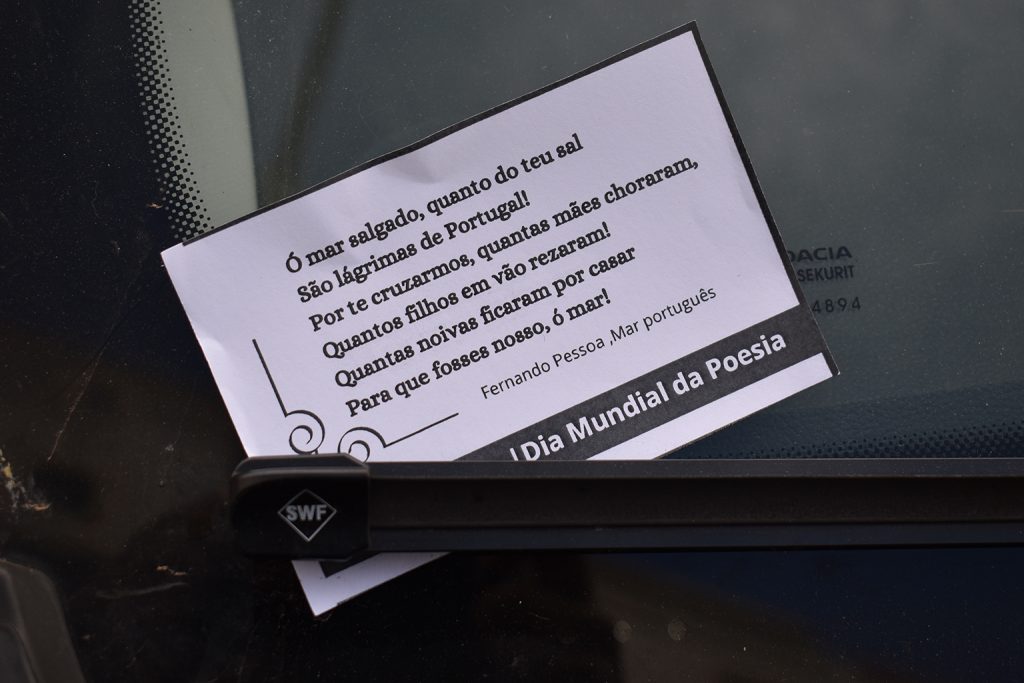 Ó mar salgado, quanto do teu sal
São lágrimas de Portugal!
Por te cruzarmos, quantas mães choraram,
Quantos filhos em vão rezaram!
Quantas noivas ficaram por casar
Para que fosses nosso, ó mar!
Fernando Pessoa ,Mar português
Dia Mundial da Poesia
DACIA
SEKURIT
4894
SWF